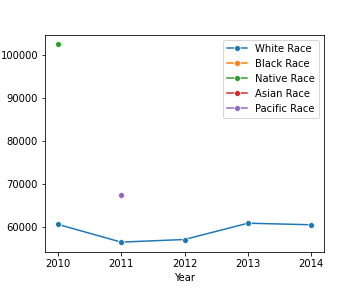 White Race
Black Race
Native Race
Asian Race
Pacific Race
100000
90000
80000
70000
60000
2010 2011 2012 2013 2014
Year